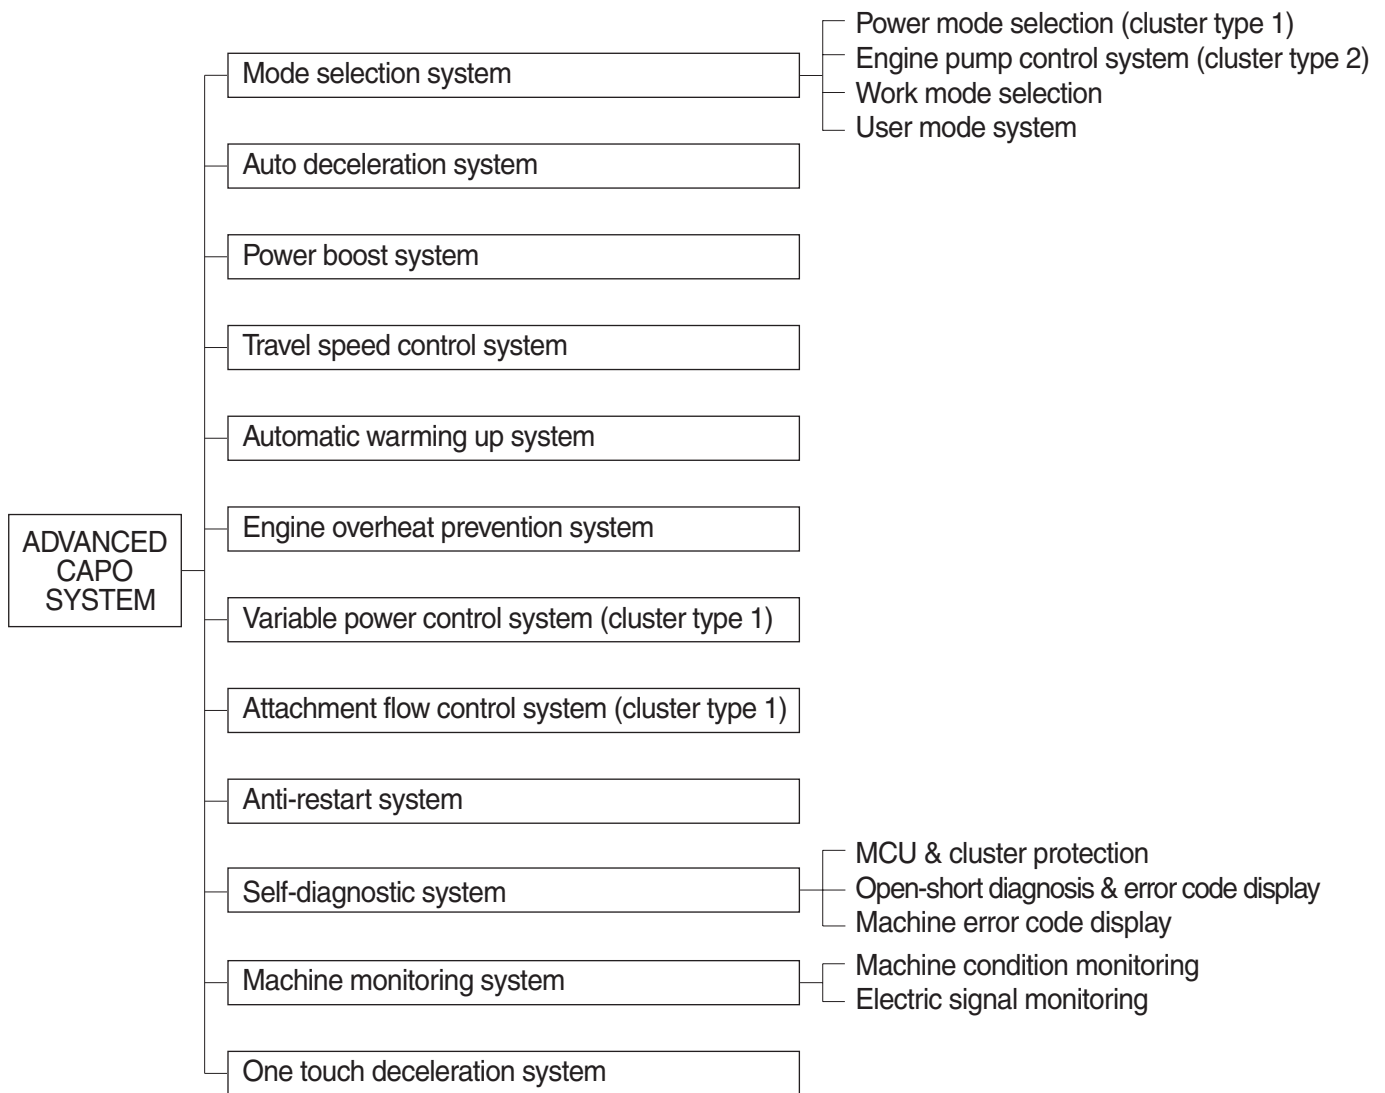 Power mode selection (cluster type 1)
Mode selection system
Engine pump control system (cluster type 2)
Work mode selection
User mode system
Auto deceleration system
Power boost system
Travel speed control system
Automatic warming up system
Engine overheat prevention system
ADVANCED
CAPO
SYSTEM
Variable power control system (cluster type 1)
Attachment flow control system (cluster type 1)
Anti-restart system
MCU & cluster protection
Self-diagnostic system
Open-short diagnosis & error code display
Machine error code display
Machine condition monitoring
Machine monitoring system
Electric signal monitoring
One touch deceleration system